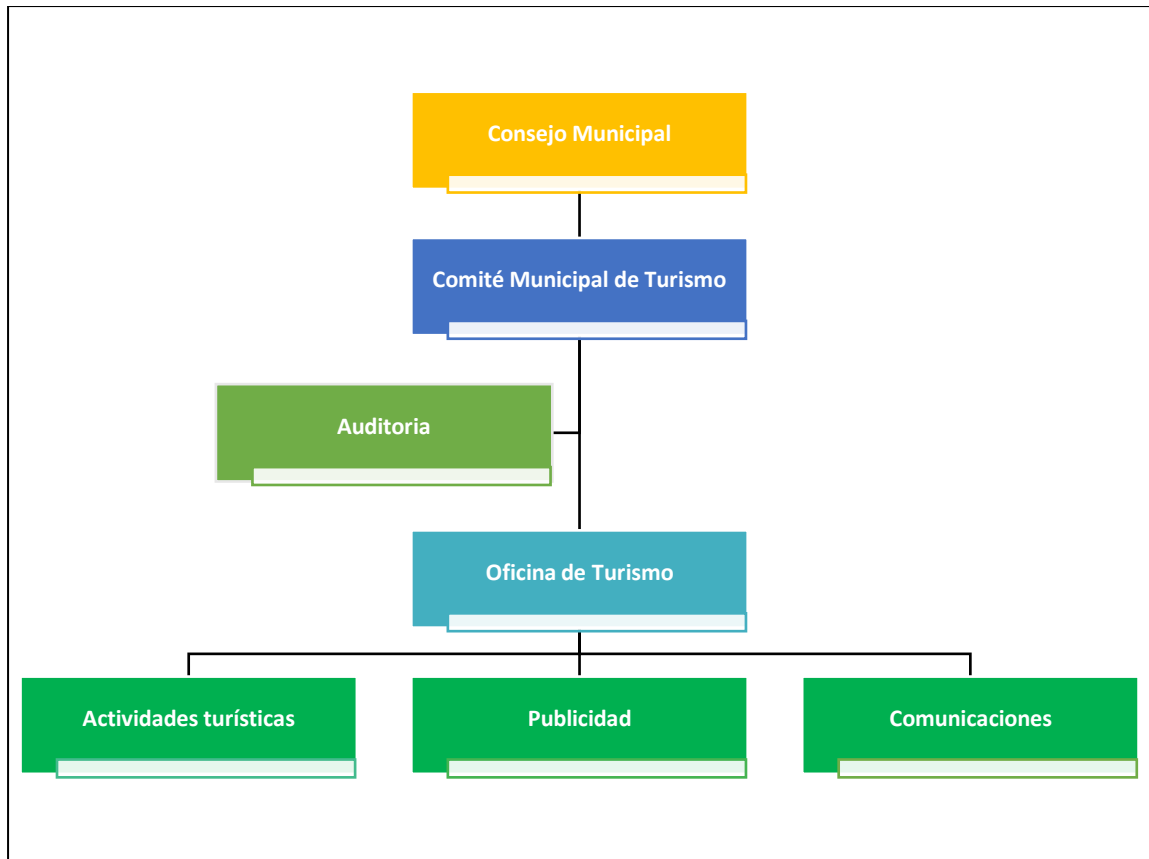 Consejo Municipal
Comité Municipal de Turismo
Auditoria
Oficina de Turismo
Actividades turísticas
Publicidad
Comunicaciones